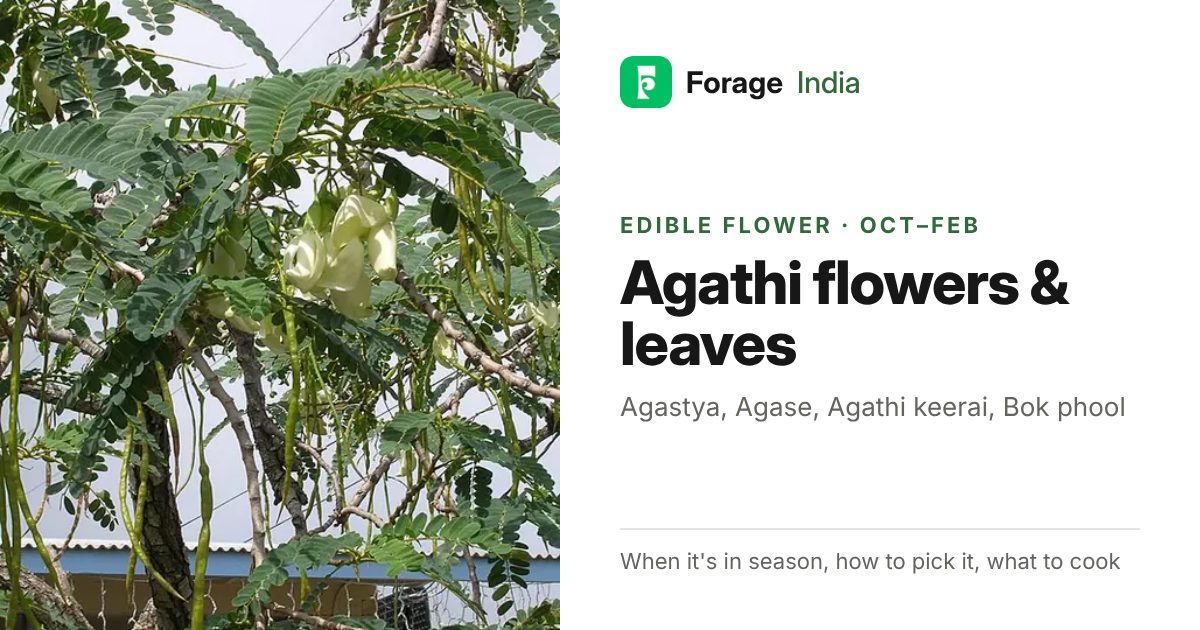 Forage India
EDIBLE FLOWER · OCT–FEB
Agathi flowers &
leaves
Agastya, Agase, Agathi keerai, Bok phool
When it's in season, how to pick it, what to cook